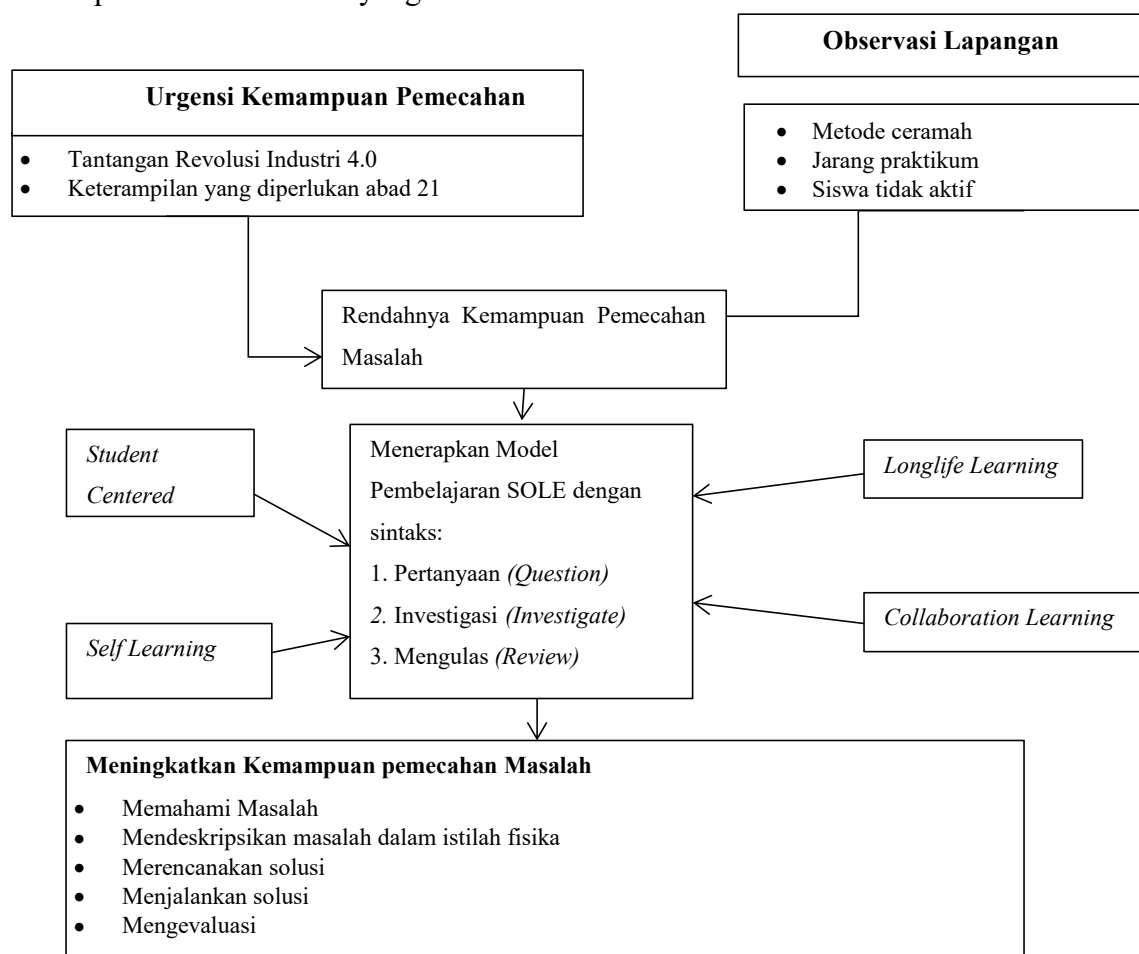 Observasi Lapangan
Urgensi Kemampuan Pemecahan
• Metode ceramah
• Jarang praktikum
• Siswa tidak aktif
• Tantangan Revolusi Industri 4.0
• Keterampilan yang diperlukan abad 21
Rendahnya Kemampuan Pemecahan
Masalah
Student
Centered
Menerapkan Model
Pembelajaran SOLE dengan
sintaks:
1. Pertanyaan (Question)
2. Investigasi (Investigate)
3. Mengulas (Review)
Longlife Learning
Self Learning
Collaboration Learning
Meningkatkan Kemampuan pemecahan Masalah
• Memahami Masalah
• Mendeskripsikan masalah dalam istilah fisika
• Merencanakan solusi
• Menjalankan solusi
• Mengevaluasi